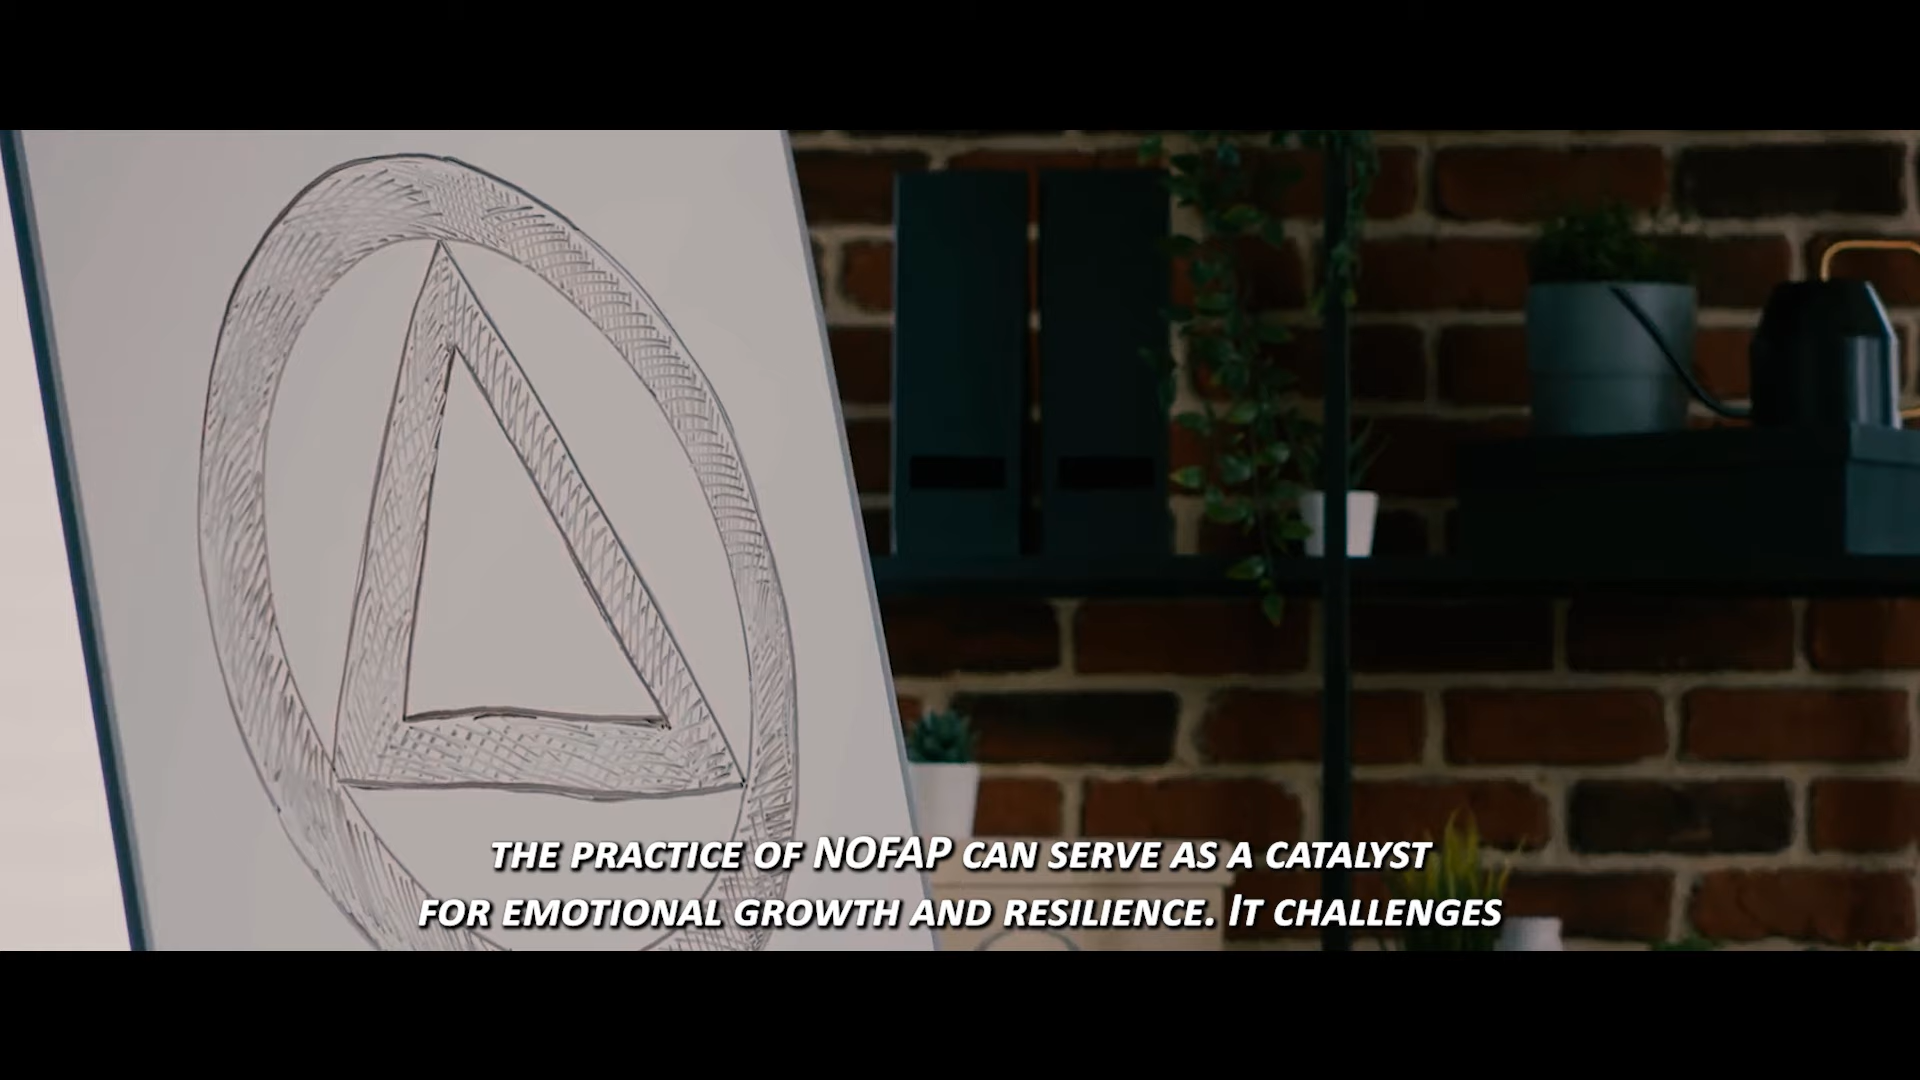 THE PRACTICE OF NOFAP CAN SERVE AS A CATALYST
FOR EMOTIONAL GROWTH AND RESILIENCE. IT CHALLENGES